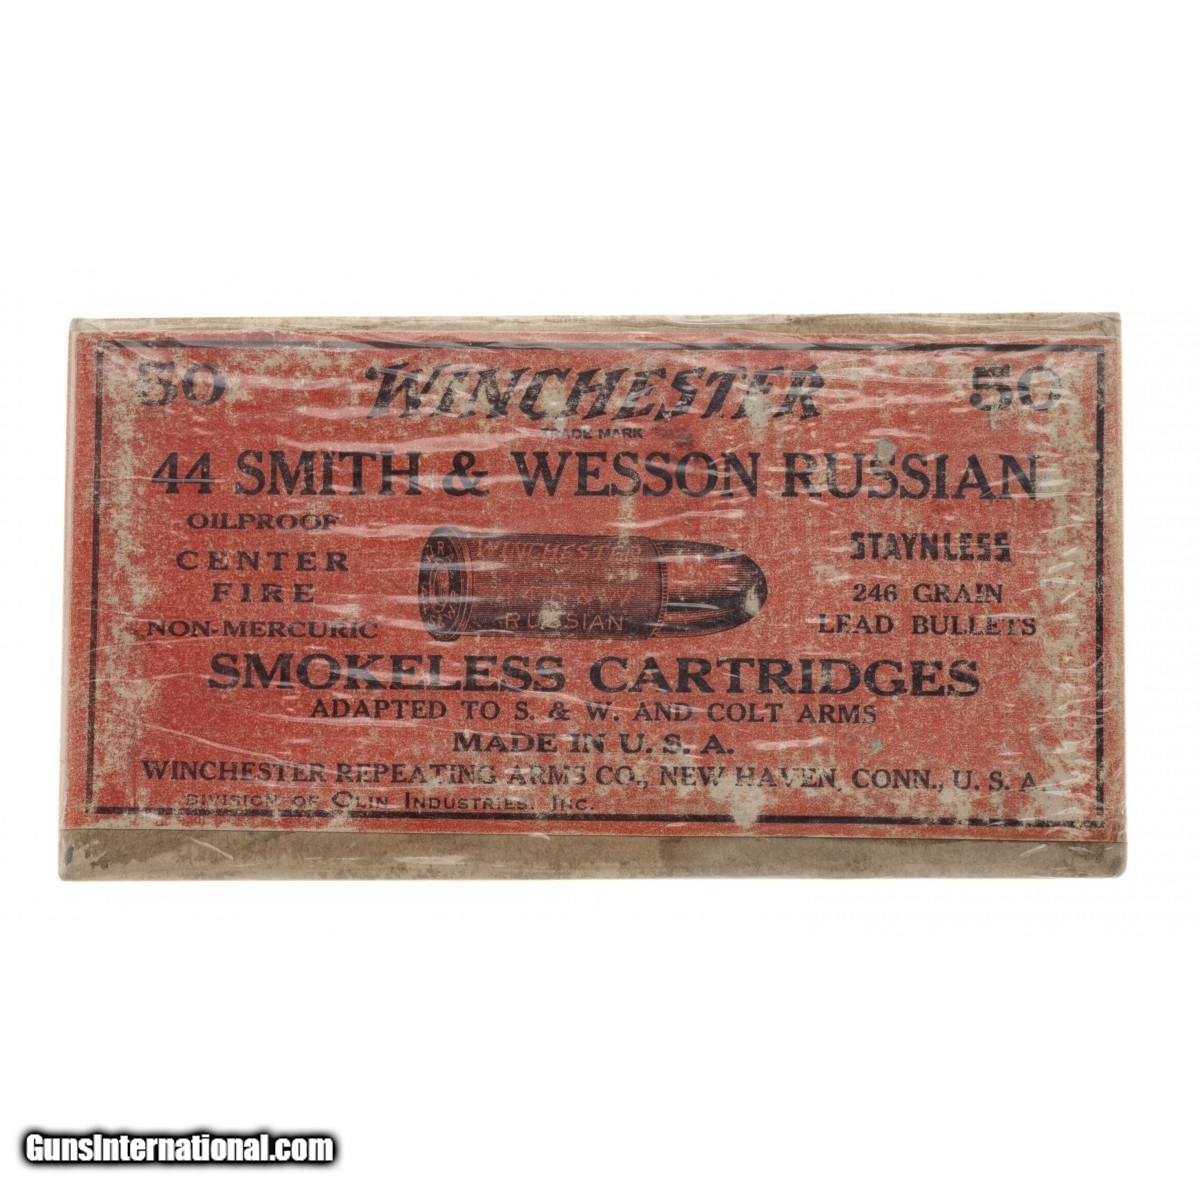 50 WINCHESTER 50
TRADE MARK
44 SMITH & WESSON RUSSIAN
OILPROOF
CENTER
FIRE
NON-MERCURIC
WINCHESTER
RUSSIAN
STAYNLESS
246 GRAIN
LEAD BULLETS
SMOKELESS CARTRIDGES
ADAPTED TO S. & W. AND COLT ARMS
MADE IN U. S. A.
WINCHESTER REPEATING ARMS CO., NEW HAVEN, CONN., U. S. A.
DIVISION OF OLIN INDUSTRIES, INC.
GunsInternational.com